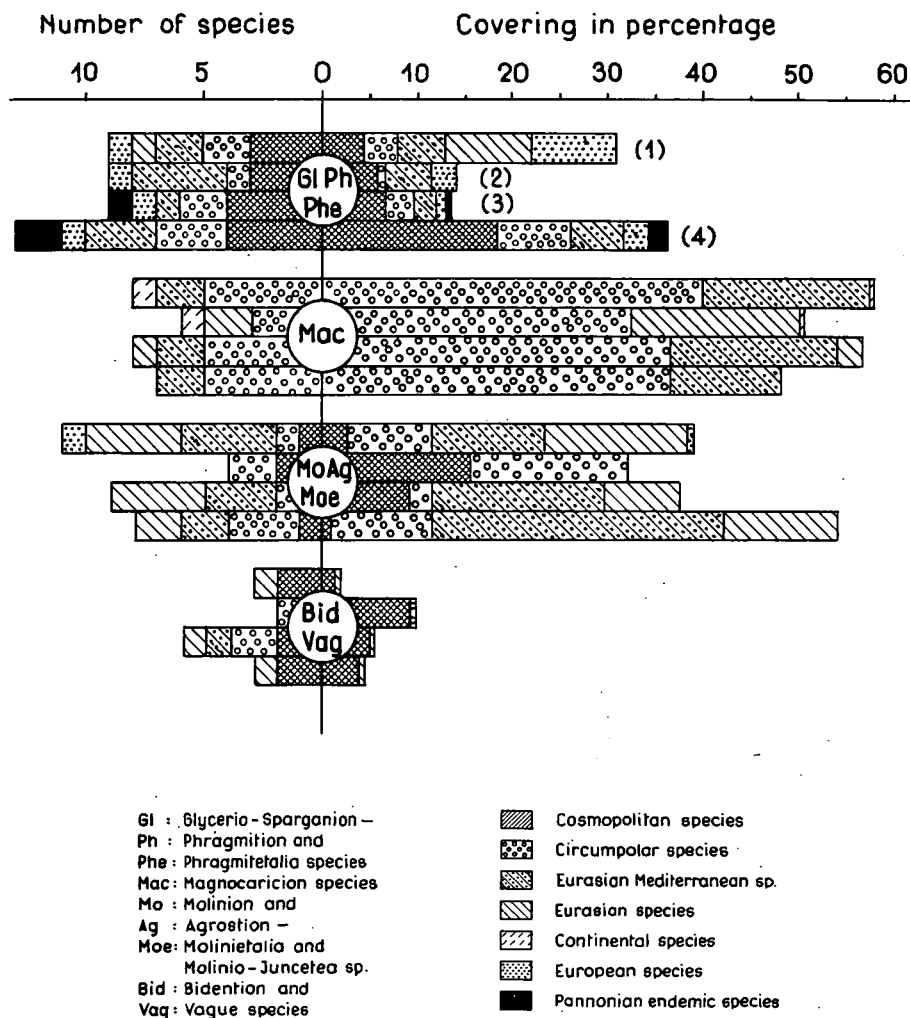 Number of species Covering in percentage
10 5 0 10 20 30 40 50 60
(1)
Gl Ph (2)
Phe (3)
(4)
Mac
MoAg
Moe
Bid
Vag
Gl : Glycerio-Sparganion —
Ph : Phragmition and
Phe : Phragmitetalia species
Mac: Magnocaricion species
Mo : Molinion and
Ag : Agrostion —
Moe: Molinietalia and
Molinio-Juncetea sp.
Bid : Bidention and
Vag: Vague species
Cosmopolitan species
Circumpolar species
Eurasian Mediterranean sp.
Eurasian species
Continental species
European species
Pannonian endemic species